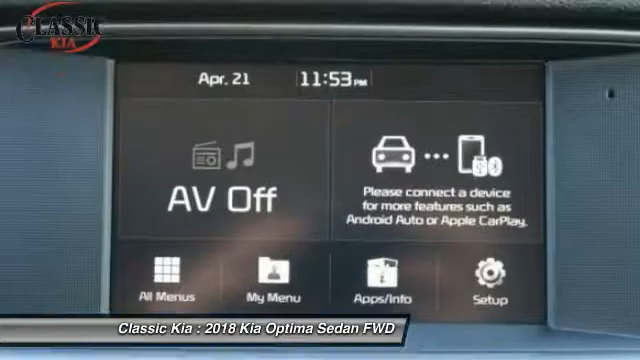 CLASSIC
KIA
Apr. 21 11:53 PM
AV Off
Please connect a device
for more features such as
Android Auto or Apple CarPlay.
All Menus My Menu Apps/Info Setup
Classic Kia : 2018 Kia Optima Sedan FWD